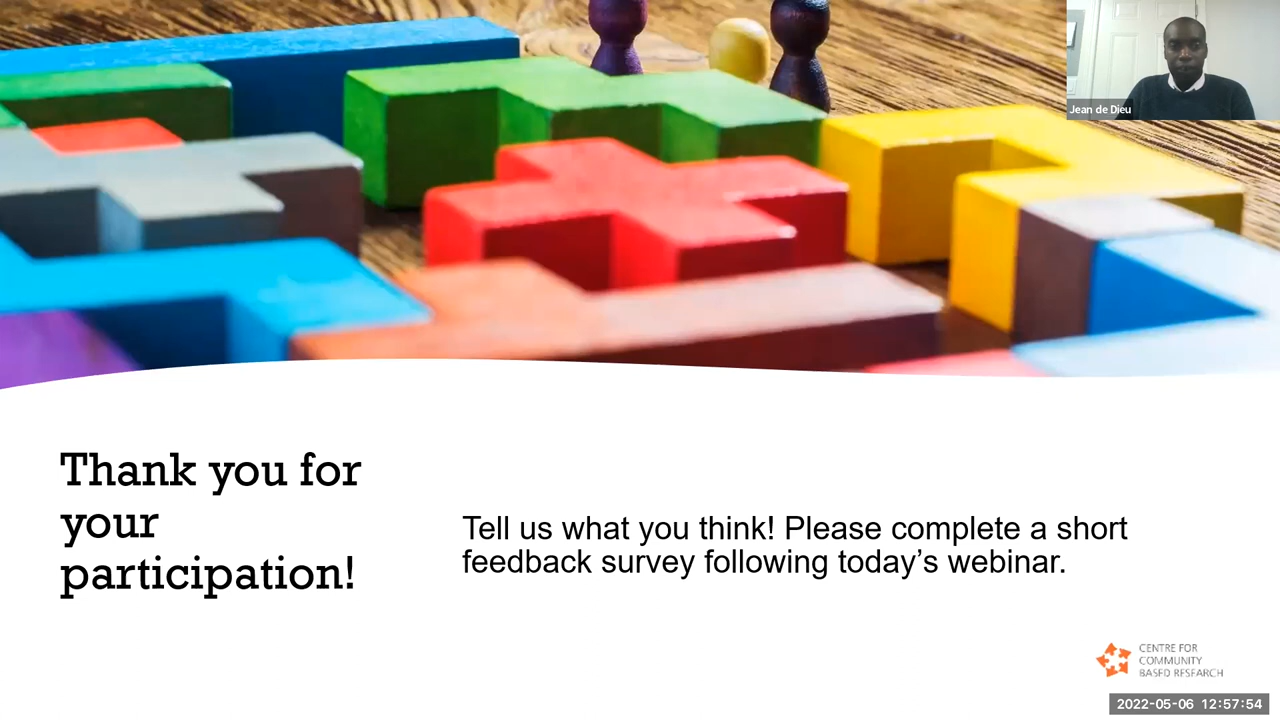 Jean de Dieu
Thank you for
your
participation!
Tell us what you think! Please complete a short
feedback survey following today’s webinar.
CENTRE FOR
COMMUNITY
BASED RESEARCH
2022-05-06 12:57:54